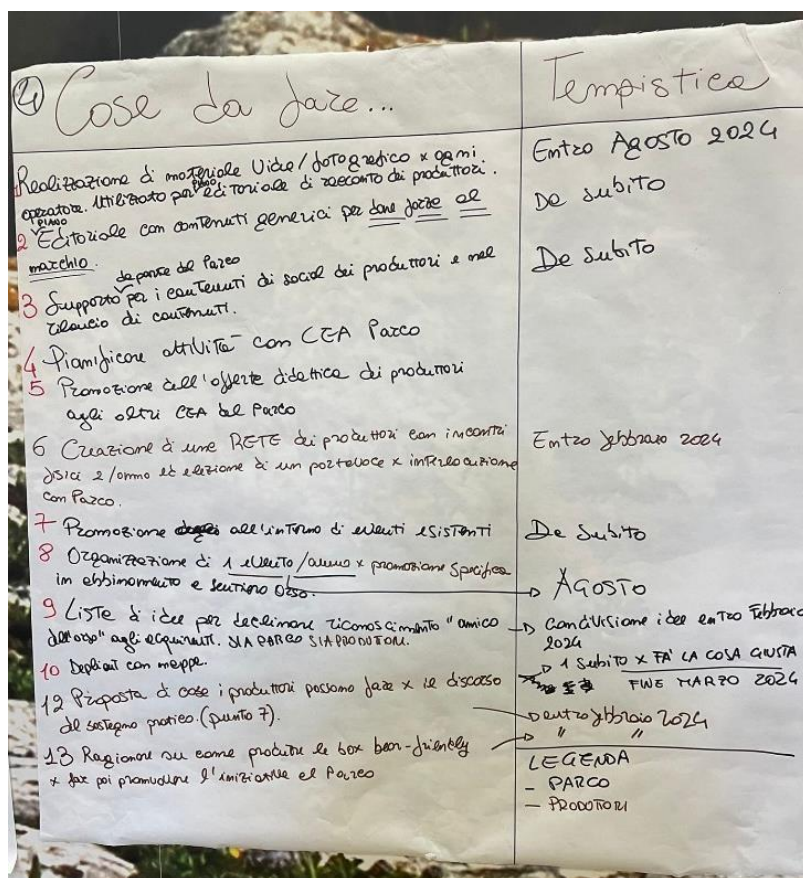 4 Cose da fare...
Tempistica
1 Realizzazione di materiale video/fotografico x ogni
operatore. Utilizzato per piano editoriale di racconto dei produttori.
Entro Agosto 2024
2 piano Editoriale con contenuti generici per dare forza al
marchio.
Da subito
3 Supporto da parte del Parco per i contenuti di social dei produttori e nel
rilancio di contenuti.
Da subito
4 Pianificare attività con CEA Parco
5 Promozione dell'offerta didattica dei produttori
agli altri CEA del Parco
6 Creazione di una RETE dei produttori con incontri
fisici 2/anno ed elezione di un portavoce x interlocuzione
con Parco.
Entro febbraio 2024
7 Promozione all'interno di eventi esistenti
Da subito
8 Organizzazione di 1 evento/anno x promozione specifica
in abbinamento a sentiero Orso.
AGOSTO
9 Liste di idee per declinare riconoscimento "amico
dell'orso" agli acquirenti. SIA PARCO SIA PRODUTTORI.
Condivisione idee entro Febbraio
2024
10 Depliant con mappe.
1 Subito x FA' LA COSA GIUSTA
FINE MARZO 2024
12 Proposta di cose i produttori possono fare x il discorso
del sostegno pratico. (punto 7).
Dentro febbraio 2024
13 Ragionare su come produrre le box bear-friendly
x far poi promuovere l'iniziativa al Parco
" "
LEGENDA
- PARCO
- PRODUTTORI